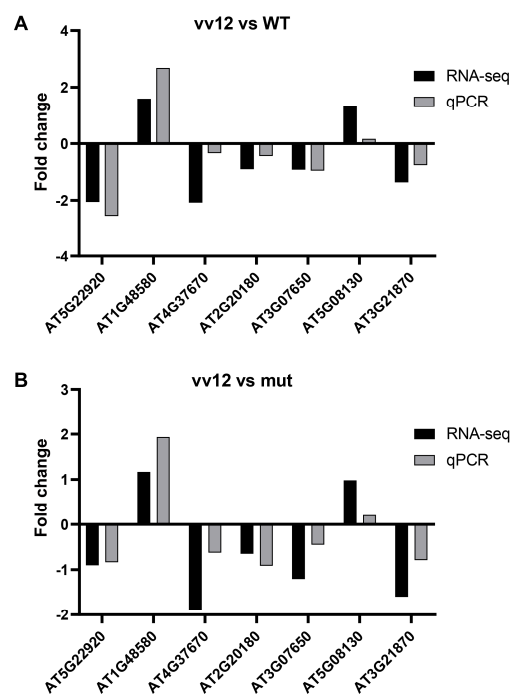 A
vv12 vs WT
Fold change
4
2
0
-2
-4
RNA-seq
qPCR
AT5G22920
AT1G48580
AT4G37670
AT2G20180
AT3G07650
AT5G08130
AT3G21870
B
vv12 vs mut
Fold change
3
2
1
0
-1
-2
RNA-seq
qPCR
AT5G22920
AT1G48580
AT4G37670
AT2G20180
AT3G07650
AT5G08130
AT3G21870